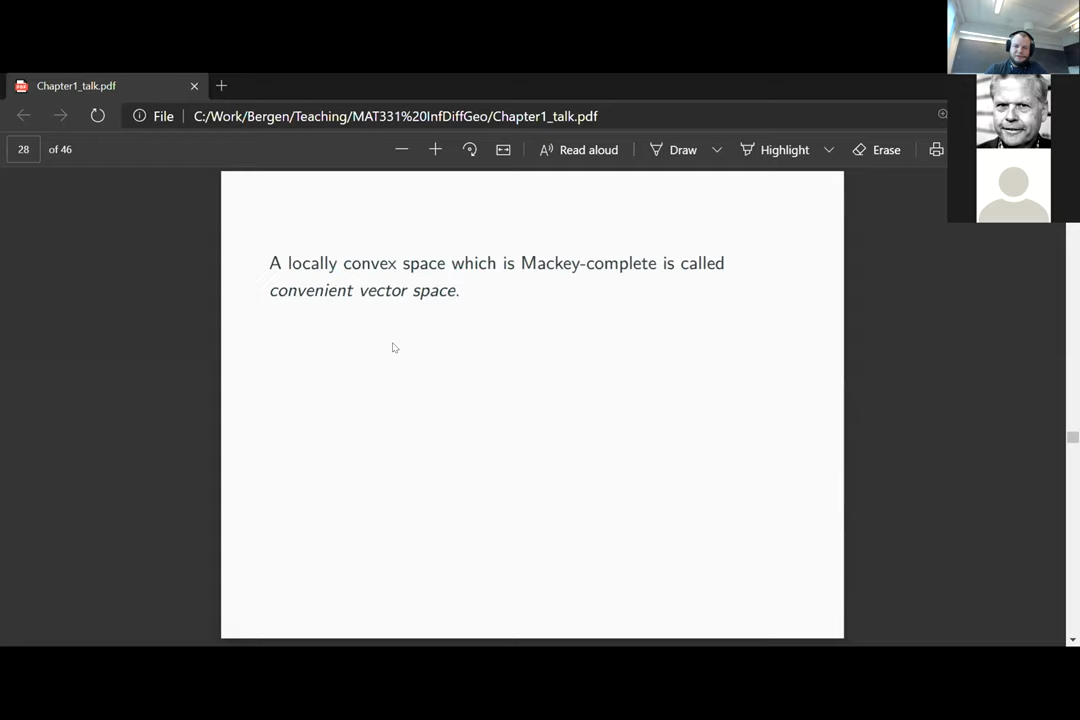 Chapter1_talk.pdf
File C:/Work/Bergen/Teaching/MAT331%20InfDiffGeo/Chapter1_talk.pdf
28 of 46 Read aloud Draw Highlight Erase
A locally convex space which is Mackey-complete is called
convenient vector space.